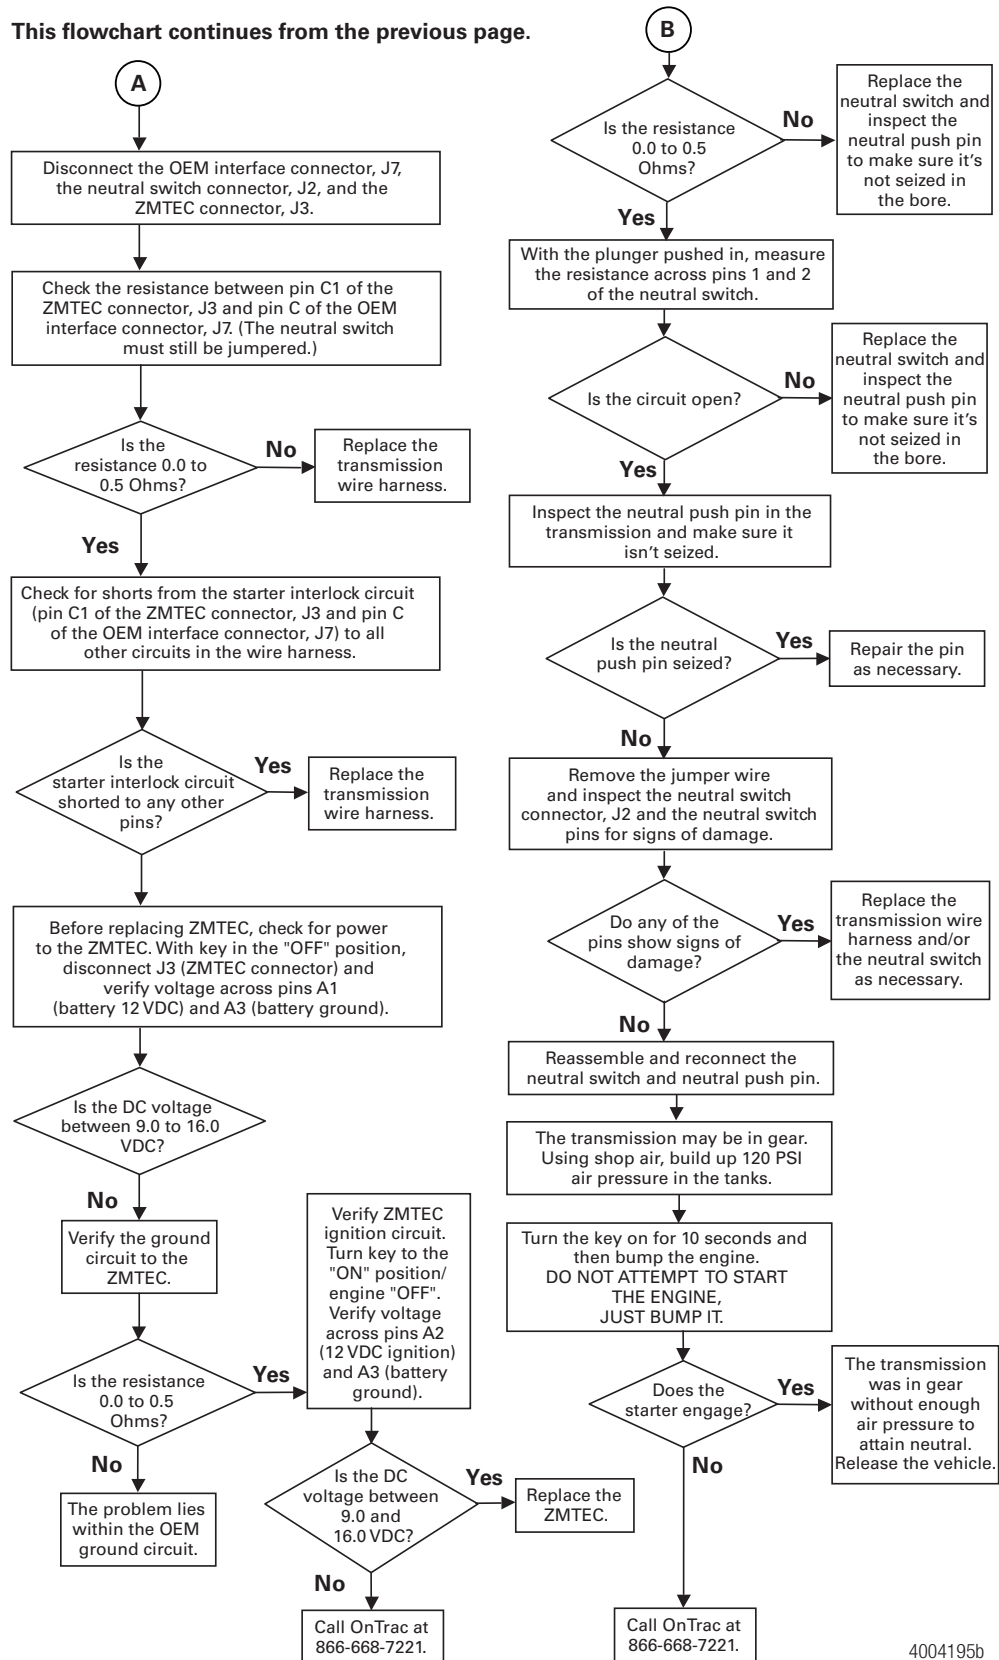 This flowchart continues from the previous page.
A
Disconnect the OEM interface connector, J7,
the neutral switch connector, J2, and the
ZMTEC connector, J3.
Check the resistance between pin C1 of the
ZMTEC connector, J3 and pin C of the OEM
interface connector, J7. (The neutral switch
must still be jumpered.)
Is the
resistance 0.0 to
0.5 Ohms?
No
Replace the
transmission
wire harness.
Yes
Check for shorts from the starter interlock circuit
(pin C1 of the ZMTEC connector, J3 and pin C
of the OEM interface connector, J7) to all
other circuits in the wire harness.
Is the
starter interlock circuit
shorted to any other
pins?
Yes
Replace the
transmission
wire harness.
Before replacing ZMTEC, check for power
to the ZMTEC. With key in the "OFF" position,
disconnect J3 (ZMTEC connector) and
verify voltage across pins A1
(battery 12 VDC) and A3 (battery ground).
Is the DC voltage
between 9.0 to 16.0
VDC?
No
Verify the ground
circuit to the
ZMTEC.
Is the resistance
0.0 to 0.5
Ohms?
Yes
Verify ZMTEC
ignition circuit.
Turn key to the
"ON" position/
engine "OFF".
Verify voltage
across pins A2
(12 VDC ignition)
and A3 (battery
ground).
No
The problem lies
within the OEM
ground circuit.
Is the DC
voltage between
9.0 and
16.0 VDC?
Yes
Replace the
ZMTEC.
No
Call OnTrac at
866-668-7221.
B
Is the resistance
0.0 to 0.5
Ohms?
No
Replace the
neutral switch and
inspect the
neutral push pin
to make sure it's
not seized in
the bore.
Yes
With the plunger pushed in, measure
the resistance across pins 1 and 2
of the neutral switch.
Is the circuit open?
No
Replace the
neutral switch and
inspect the
neutral push pin
to make sure it's
not seized in
the bore.
Yes
Inspect the neutral push pin in the
transmission and make sure it
isn't seized.
Is the neutral
push pin seized?
Yes
Repair the pin
as necessary.
No
Remove the jumper wire
and inspect the neutral switch
connector, J2 and the neutral switch
pins for signs of damage.
Do any of the
pins show signs of
damage?
Yes
Replace the
transmission wire
harness and/or
the neutral switch
as necessary.
No
Reassemble and reconnect the
neutral switch and neutral push pin.
The transmission may be in gear.
Using shop air, build up 120 PSI
air pressure in the tanks.
Turn the key on for 10 seconds and
then bump the engine.
DO NOT ATTEMPT TO START
THE ENGINE,
JUST BUMP IT.
Does the
starter engage?
Yes
The transmission
was in gear
without enough
air pressure to
attain neutral.
Release the vehicle.
No
Call OnTrac at
866-668-7221.
4004195b